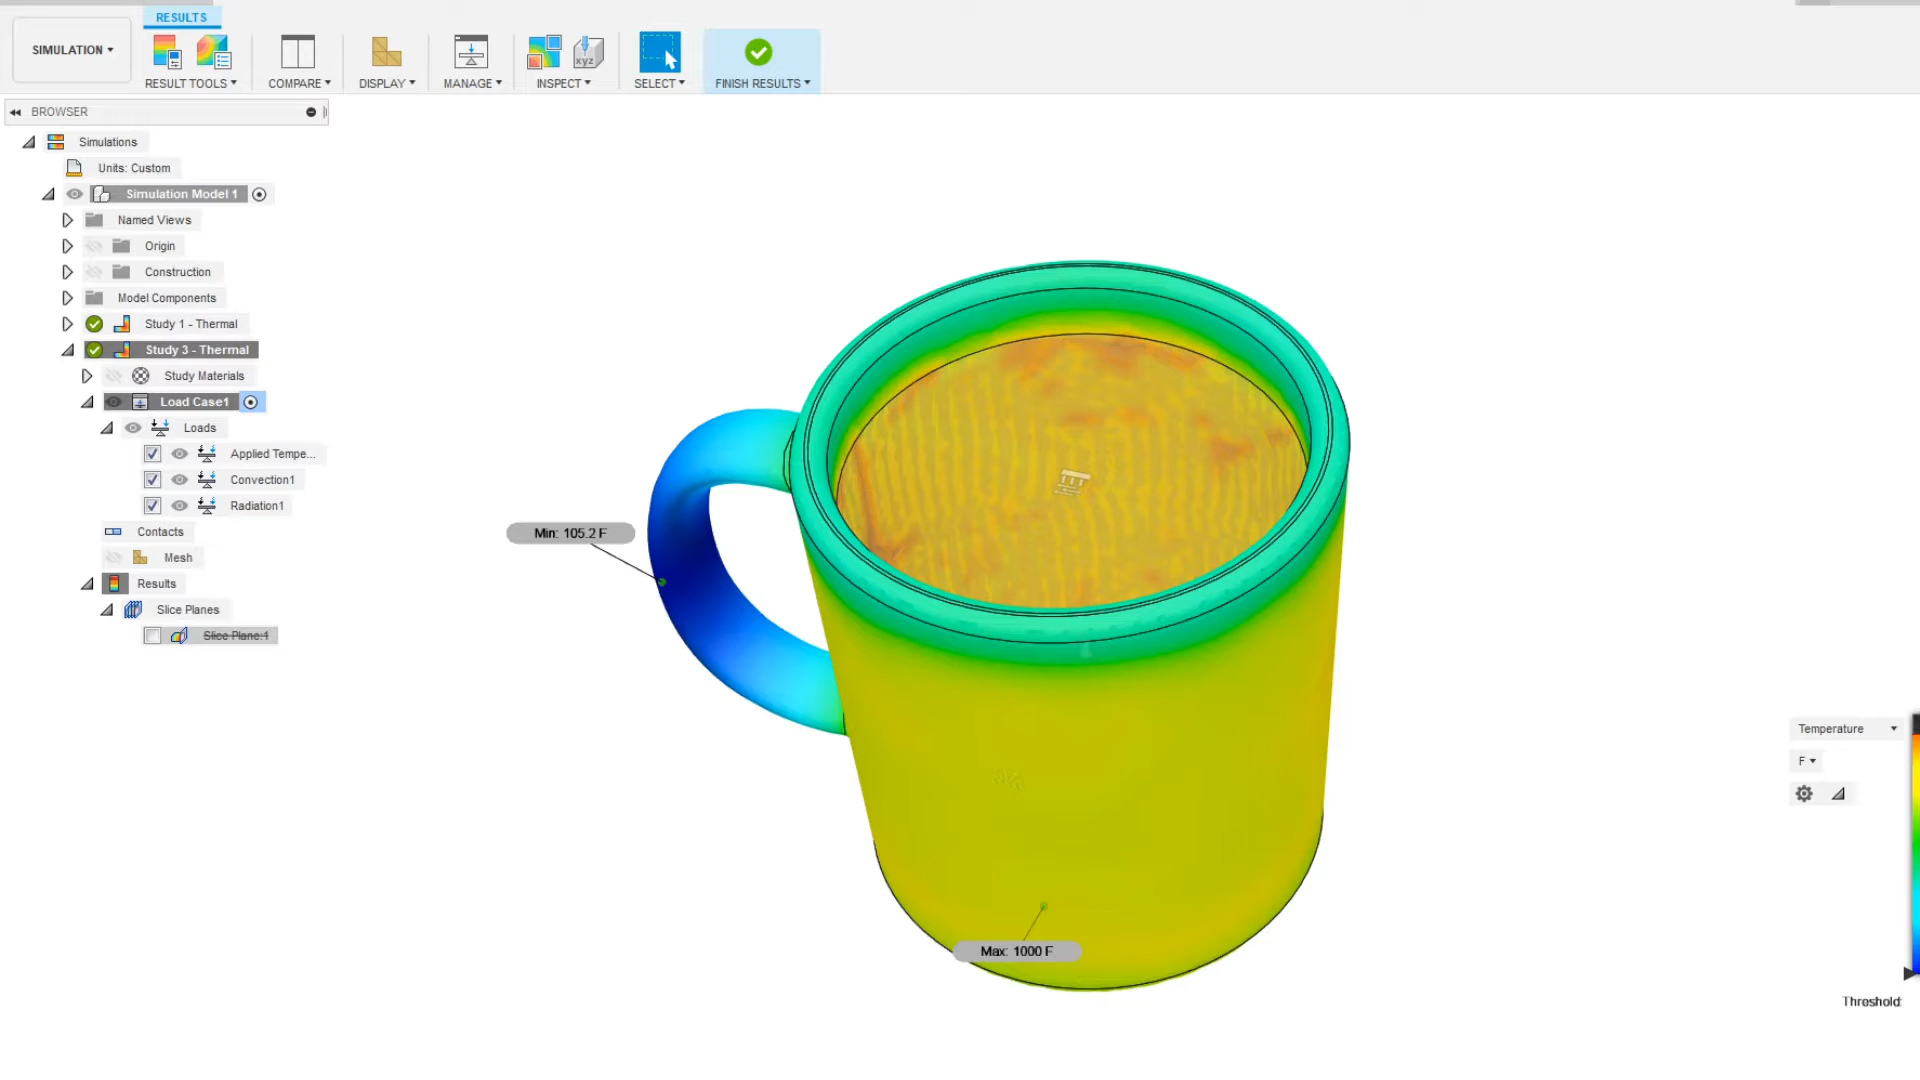 RESULTS
SIMULATION
RESULT TOOLS
COMPARE
DISPLAY
MANAGE
xyz
INSPECT
SELECT
FINISH RESULTS
BROWSER
Simulations
Units: Custom
Simulation Model 1
Named Views
Origin
Construction
Model Components
Study 1 - Thermal
Study 3 - Thermal
Study Materials
Load Case1
Loads
Applied Tempe...
Convection1
Radiation1
Contacts
Mesh
Results
Slice Planes
Slice Plane:1
Min: 105.2 F
Max: 1000 F
Temperature
F
Threshold: